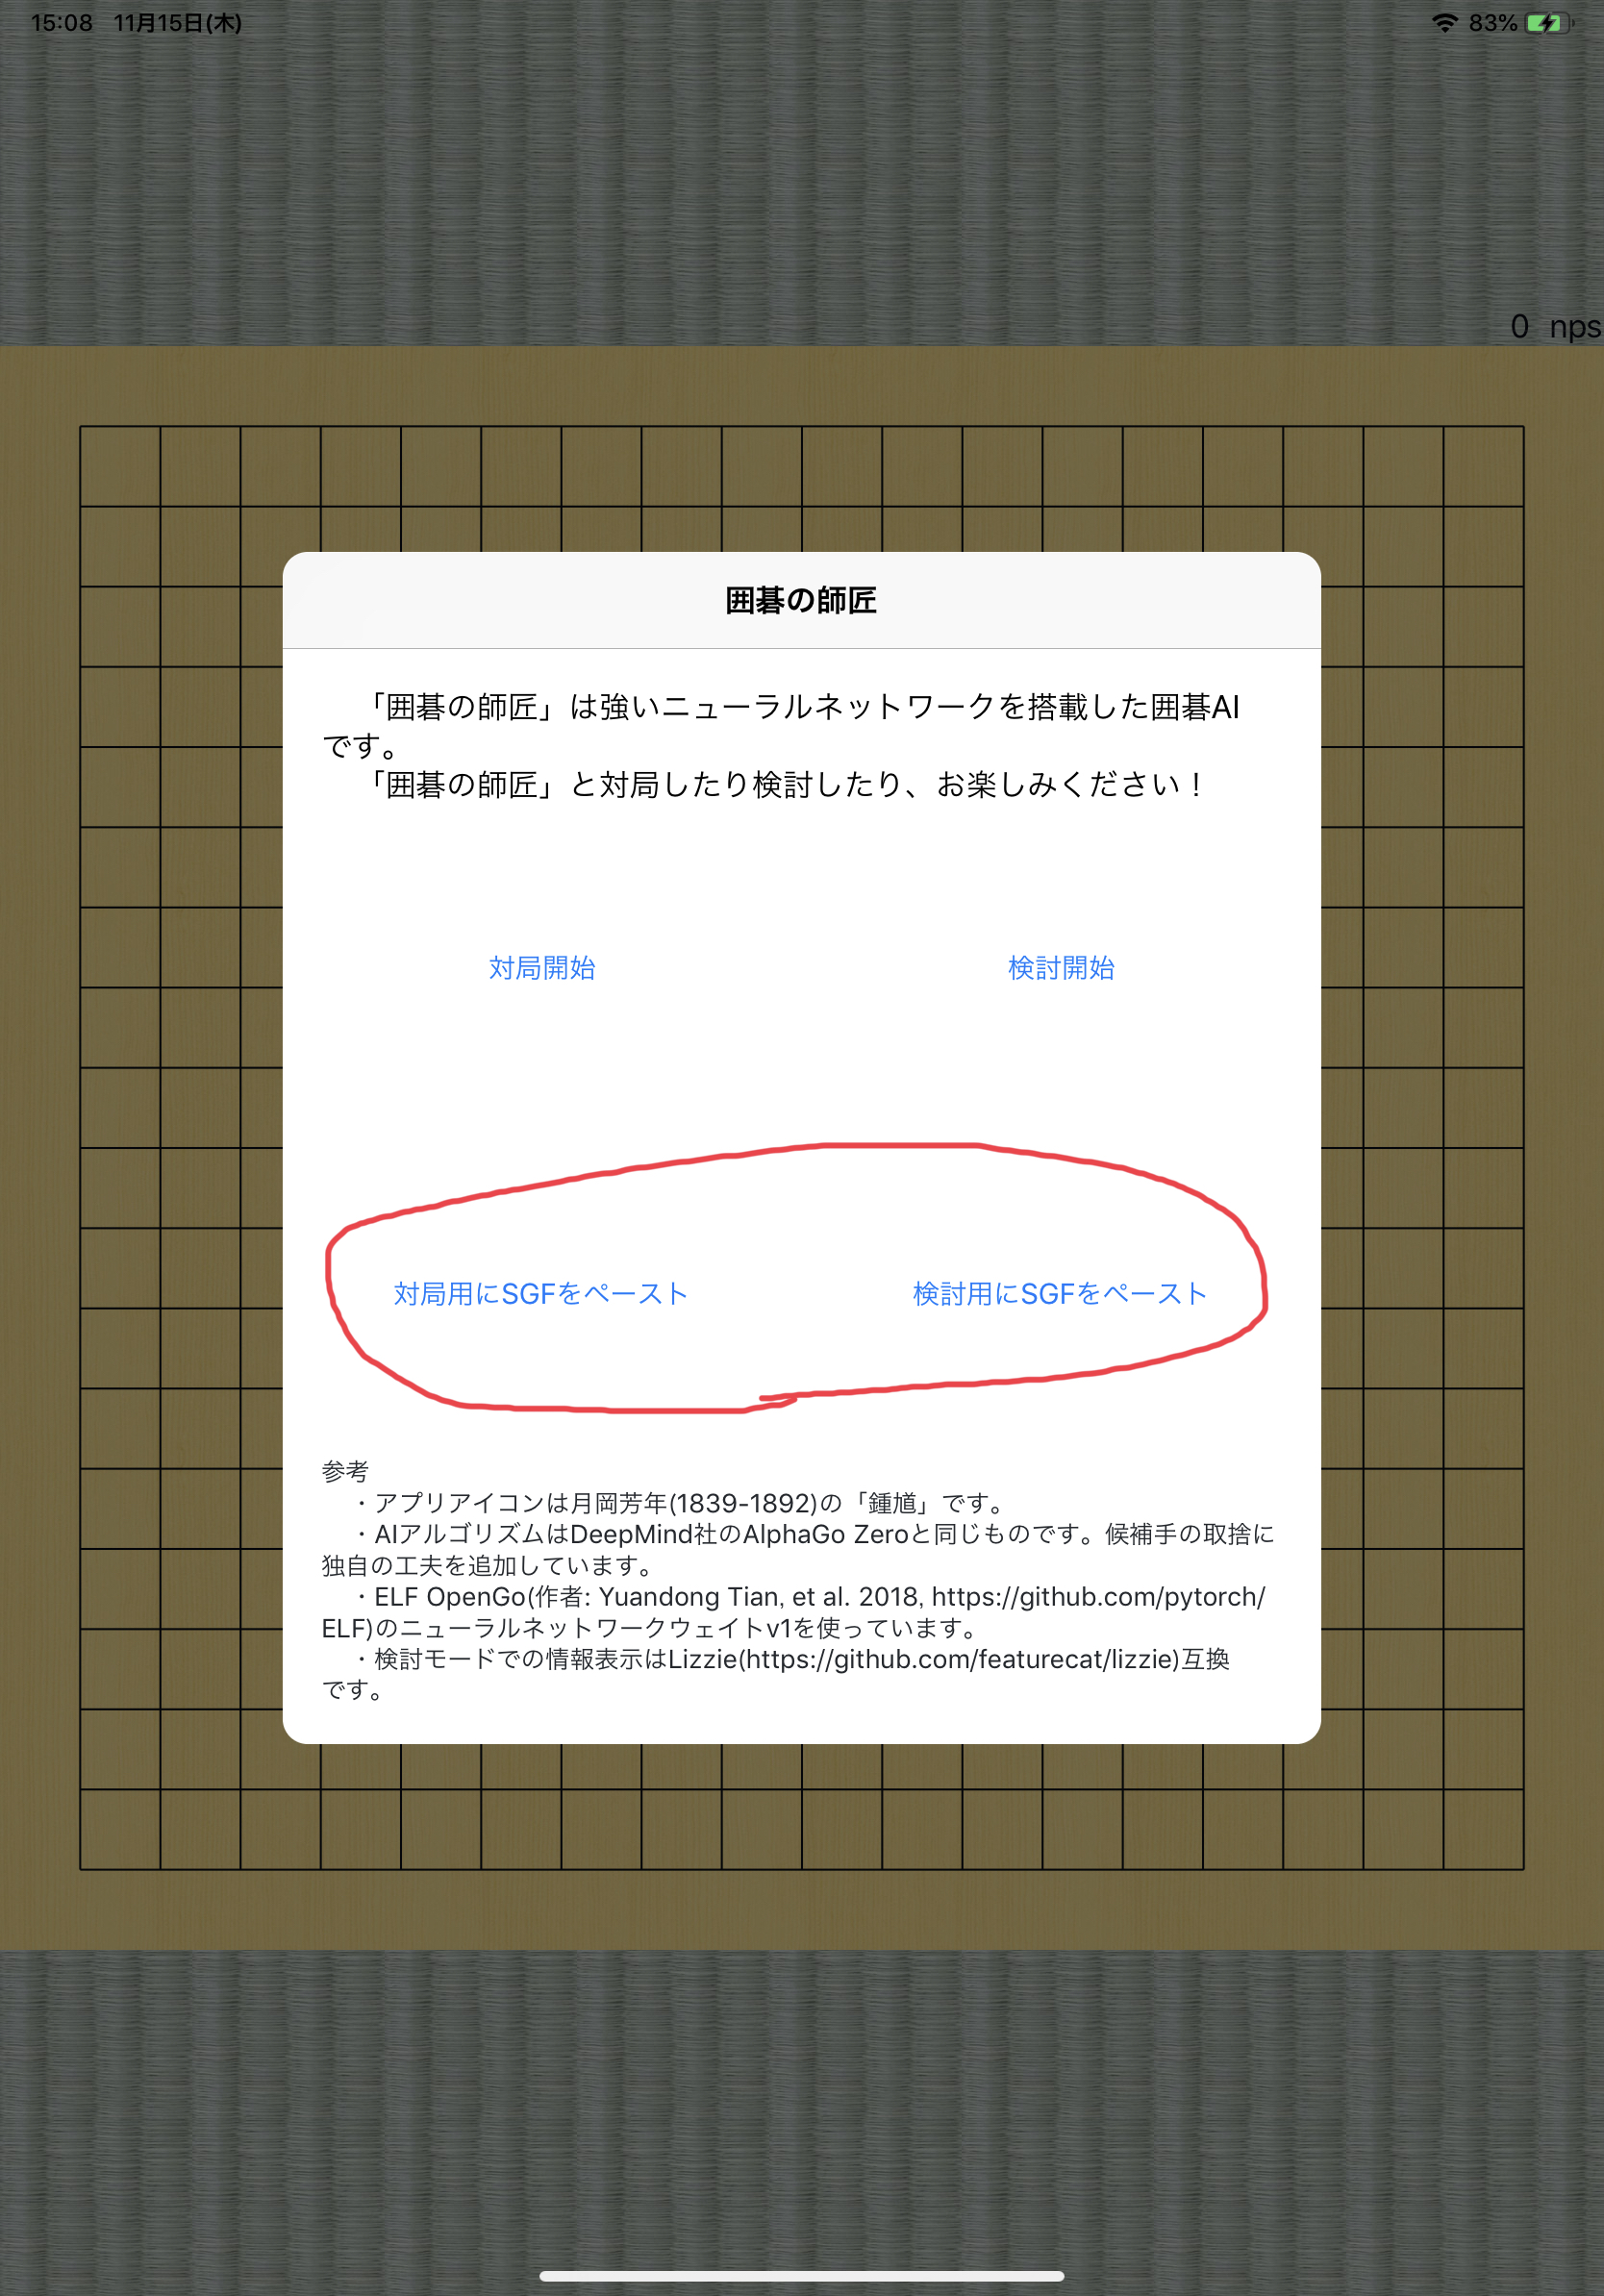 15:08 11月15日(木)
83%
0 nps
囲碁の師匠
「囲碁の師匠」は強いニューラルネットワークを搭載した囲碁AI
です。
「囲碁の師匠」と対局したり検討したり、お楽しみください！
対局開始
検討開始
対局用にSGFをペースト
検討用にSGFをペースト
参考
・アプリアイコンは月岡芳年(1839-1892)の「鍾馗」です。
・AIアルゴリズムはDeepMind社のAlphaGo Zeroと同じものです。候補手の取捨に
独自の工夫を追加しています。
・ELF OpenGo(作者: Yuandong Tian, et al. 2018, https://github.com/pytorch/
ELF)のニューラルネットワークウェイトv1を使っています。
・検討モードでの情報表示はLizzie(https://github.com/featurecat/lizzie)互換
です。